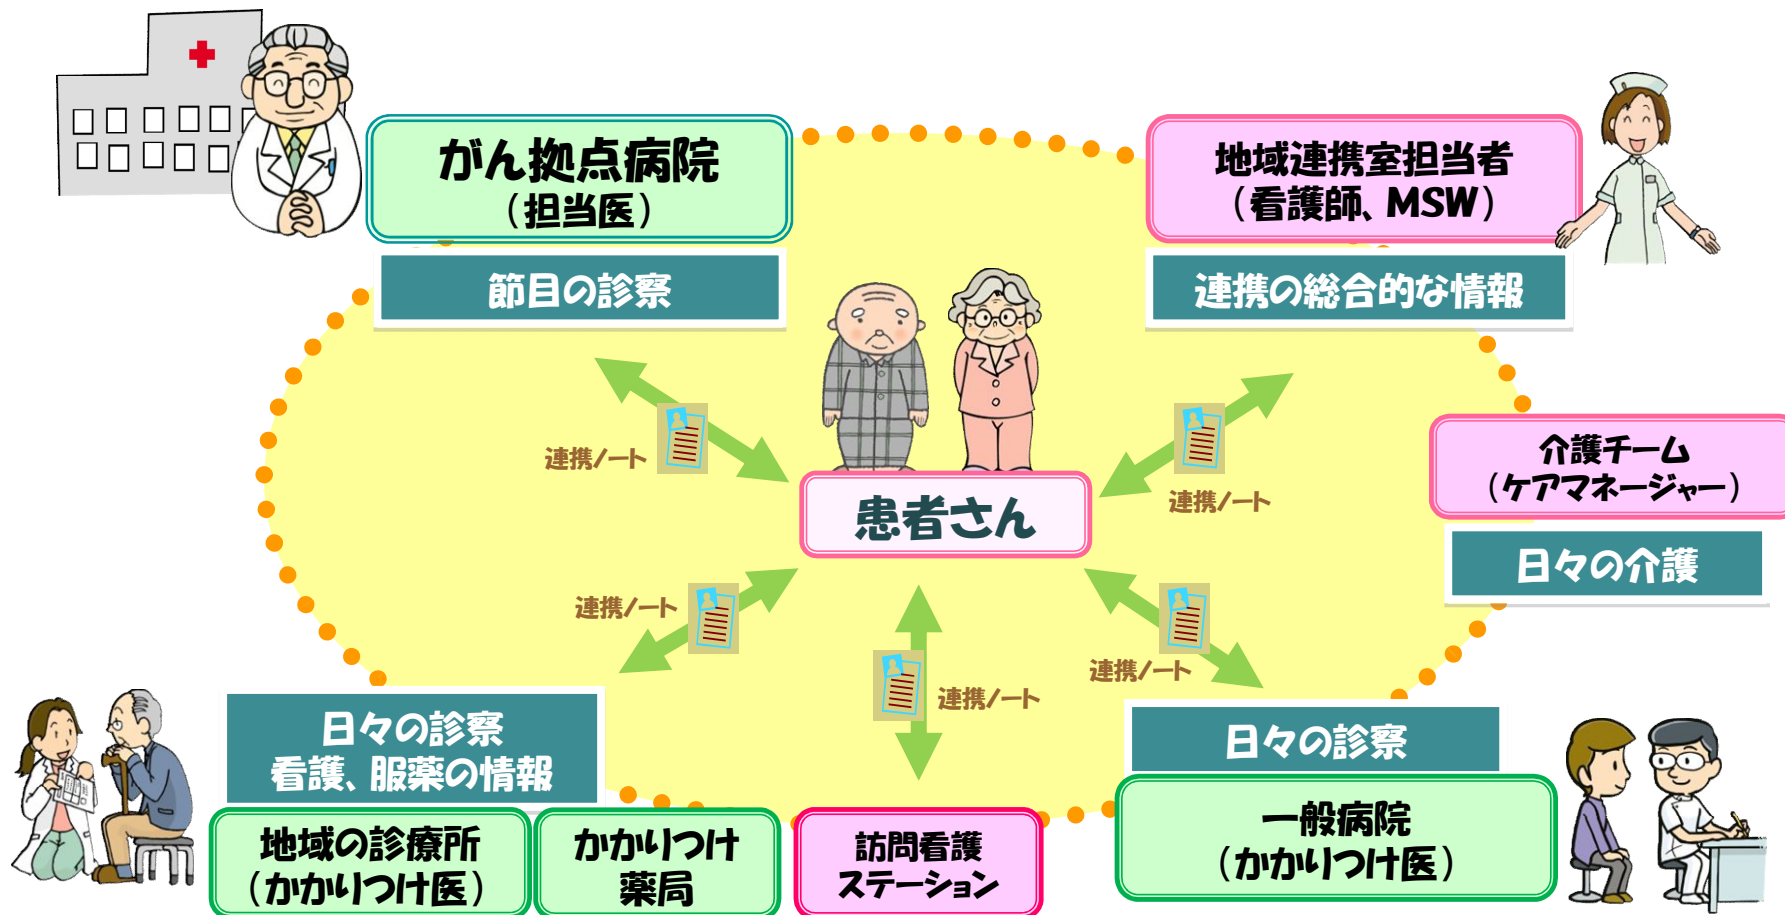 がん拠点病院
（担当医）
節目の診察
地域連携室担当者
（看護師、MSW）
連携の総合的な情報
連携ノート
連携ノート
介護チーム
（ケアマネージャー）
日々の介護
患者さん
連携ノート
連携ノート
連携ノート
日々の診察
看護、服薬の情報
地域の診療所
（かかりつけ医）
かかりつけ
薬局
訪問看護
ステーション
日々の診察
一般病院
（かかりつけ医）